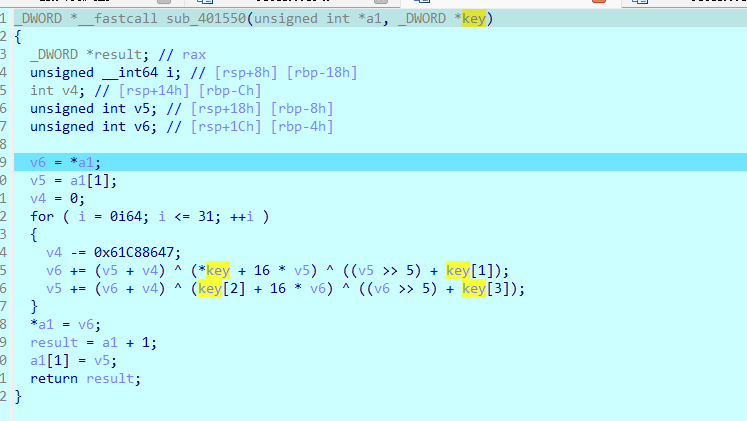 1 _DWORD *__fastcall sub_401550(unsigned int *a1, _DWORD *key)
2 {
3 _DWORD *result; // rax
4 unsigned __int64 i; // [rsp+8h] [rbp-18h]
5 int v4; // [rsp+14h] [rbp-Ch]
6 unsigned int v5; // [rsp+18h] [rbp-8h]
7 unsigned int v6; // [rsp+1Ch] [rbp-4h]
8
9 v6 = *a1;
0 v5 = a1[1];
1 v4 = 0;
2 for ( i = 0i64; i <= 31; ++i )
3 {
4 v4 -= 0x61C88647;
5 v6 += (v5 + v4) ^ (*key + 16 * v5) ^ ((v5 >> 5) + key[1]);
6 v5 += (v6 + v4) ^ (key[2] + 16 * v6) ^ ((v6 >> 5) + key[3]);
7 }
8 *a1 = v6;
9 result = a1 + 1;
0 a1[1] = v5;
1 return result;
2 }